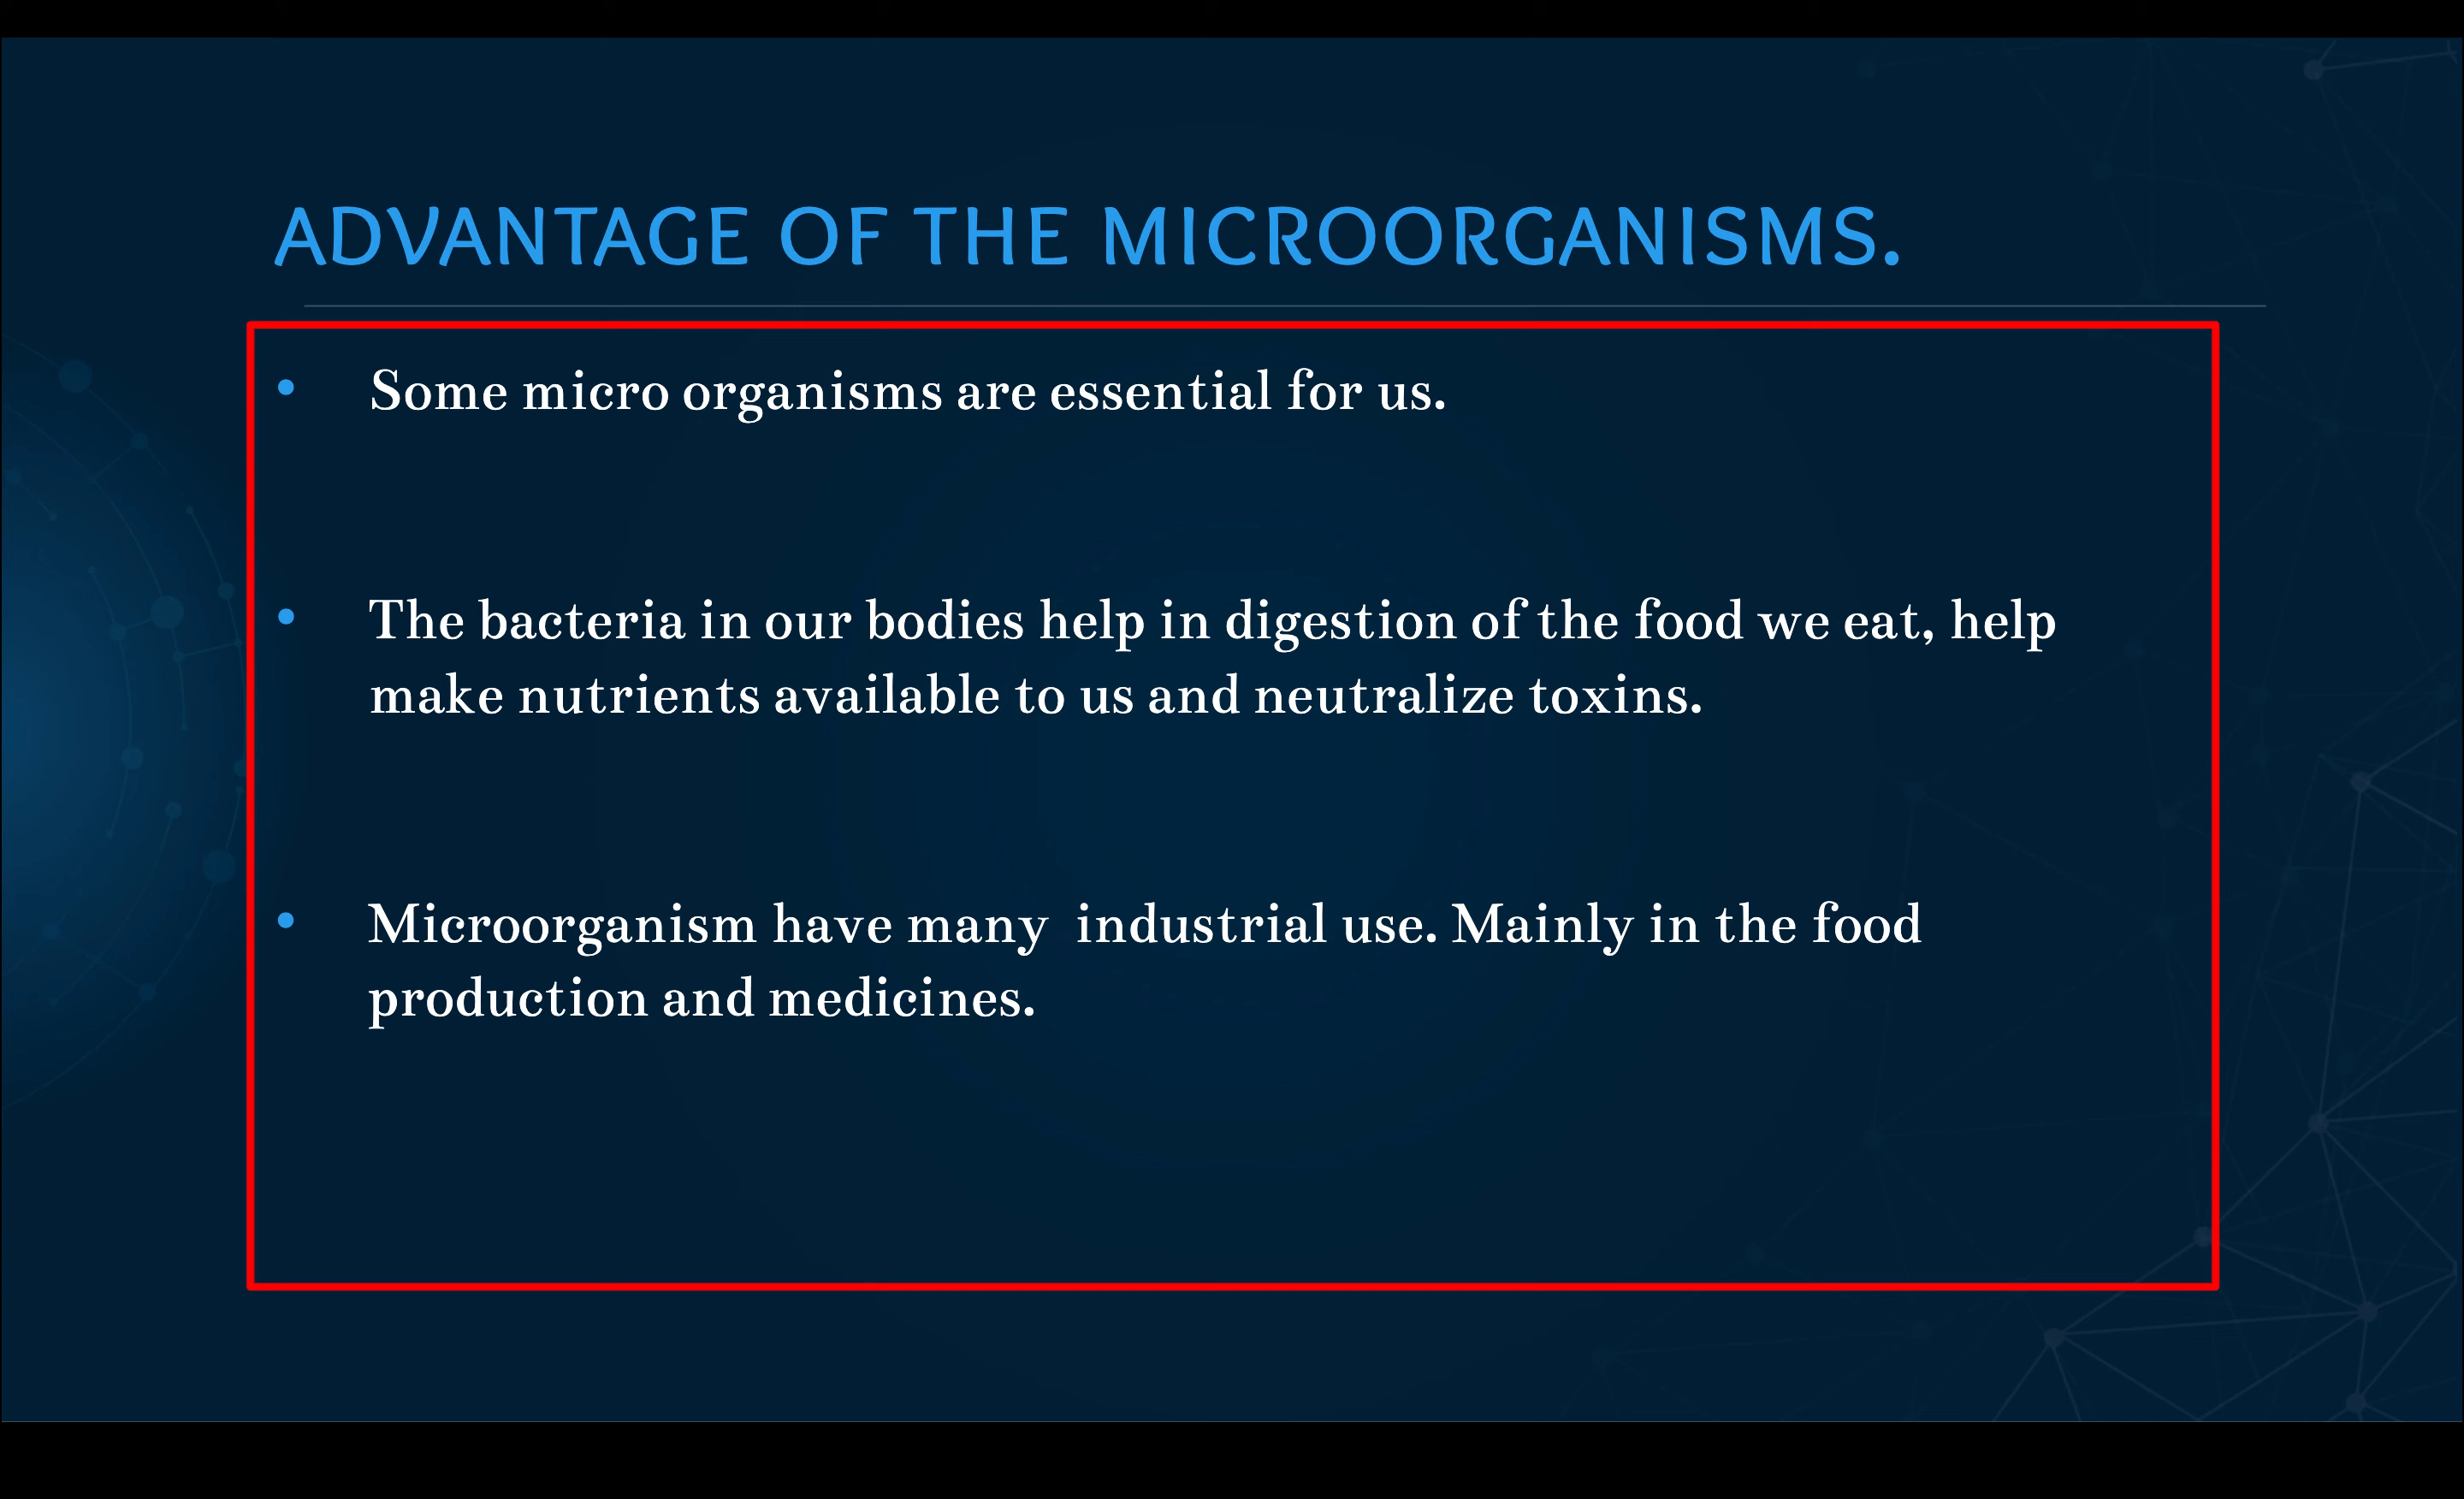 ADVANTAGE OF THE MICROORGANISMS.
• Some micro organisms are essential for us.
• The bacteria in our bodies help in digestion of the food we eat, help
make nutrients available to us and neutralize toxins.
• Microorganism have many  industrial use. Mainly in the food
production and medicines.